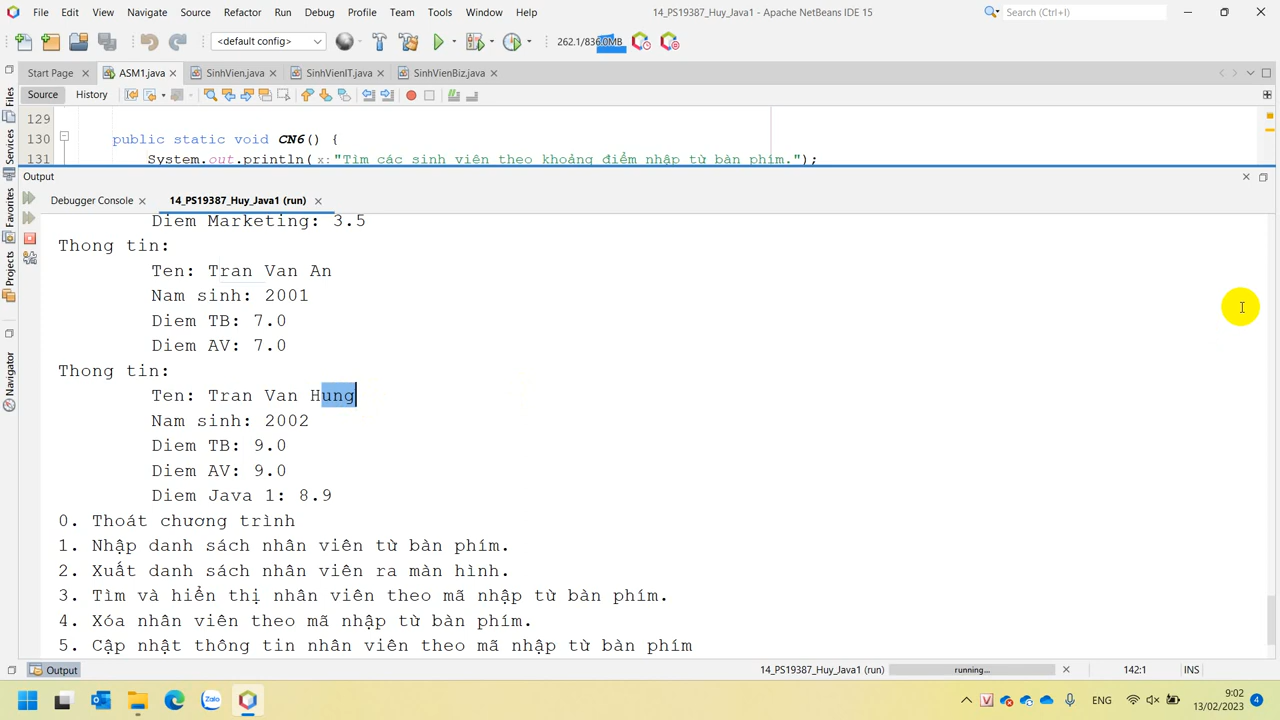 File Edit View Navigate Source Refactor Run Debug Profile Team Tools Window Help 14_PS19387_Huy_Java1 - Apache NetBeans IDE 15 Search (Ctrl+I)
<default config> 262.1/836.0MB
Start Page ASM1.java SinhVien.java SinhVienIT.java SinhVienBiz.java
Source History
129
130 public static void CN6() {
131 System.out.println(x:"Tìm các sinh viên theo khoảng điểm nhập từ bàn phím.");
Output
Debugger Console 14_PS19387_Huy_Java1 (run)
Diem Marketing: 3.5
Thong tin:
Ten: Tran Van An
Nam sinh: 2001
Diem TB: 7.0
Diem AV: 7.0
Thong tin:
Ten: Tran Van Hung
Nam sinh: 2002
Diem TB: 9.0
Diem AV: 9.0
Diem Java 1: 8.9
0. Thoát chương trình
1. Nhập danh sách nhân viên từ bàn phím.
2. Xuất danh sách nhân viên ra màn hình.
3. Tìm và hiển thị nhân viên theo mã nhập từ bàn phím.
4. Xóa nhân viên theo mã nhập từ bàn phím.
5. Cập nhật thông tin nhân viên theo mã nhập từ bàn phím
Files
Services
Favorites
Projects
Navigator
Output 14_PS19387_Huy_Java1 (run) running... 142:1 INS
Zalo V ENG 9:02 4
13/02/2023